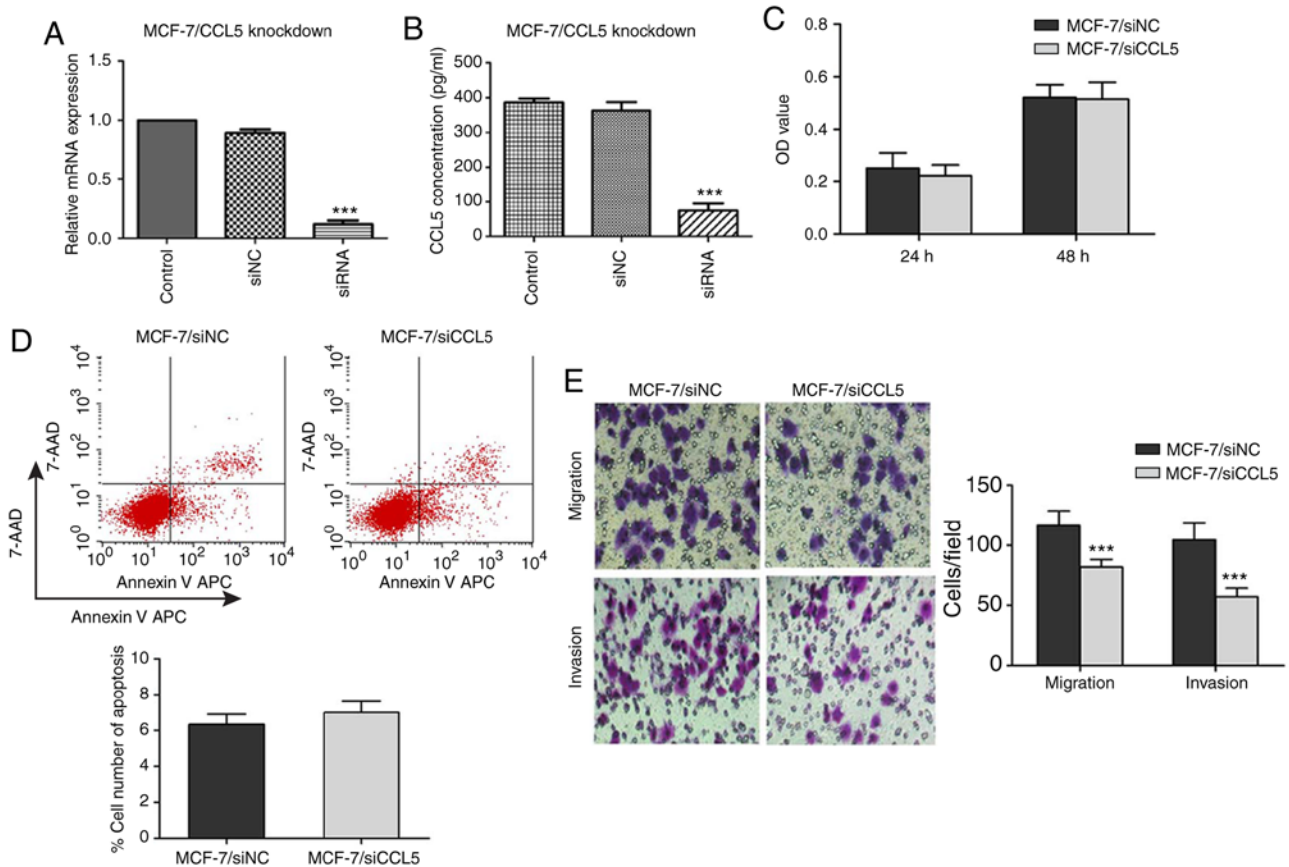 A
MCF-7/CCL5 knockdown
Relative mRNA expression
1.5
1.0
0.5
0.0
***
Control
siNC
siRNA
B
MCF-7/CCL5 knockdown
CCL5 concentration (pg/ml)
600
500
400
300
200
100
0
***
Control
siNC
siRNA
C
MCF-7/siNC
MCF-7/siCCL5
OD value
0.8
0.6
0.4
0.2
0.0
24 h
48 h
D
MCF-7/siNC
7-AAD
10⁴
10³
10²
10¹
10⁰
10⁰ 10¹ 10² 10³ 10⁴
Annexin V APC
MCF-7/siCCL5
7-AAD
10⁴
10³
10²
10¹
10⁰
10⁰ 10¹ 10² 10³ 10⁴
Annexin V APC
7-AAD
Annexin V APC
% Cell number of apoptosis
10
8
6
4
2
0
MCF-7/siNC
MCF-7/siCCL5
E
MCF-7/siNC
MCF-7/siCCL5
Migration
Invasion
MCF-7/siNC
MCF-7/siCCL5
Cells/field
150
100
50
0
***
***
Migration
Invasion